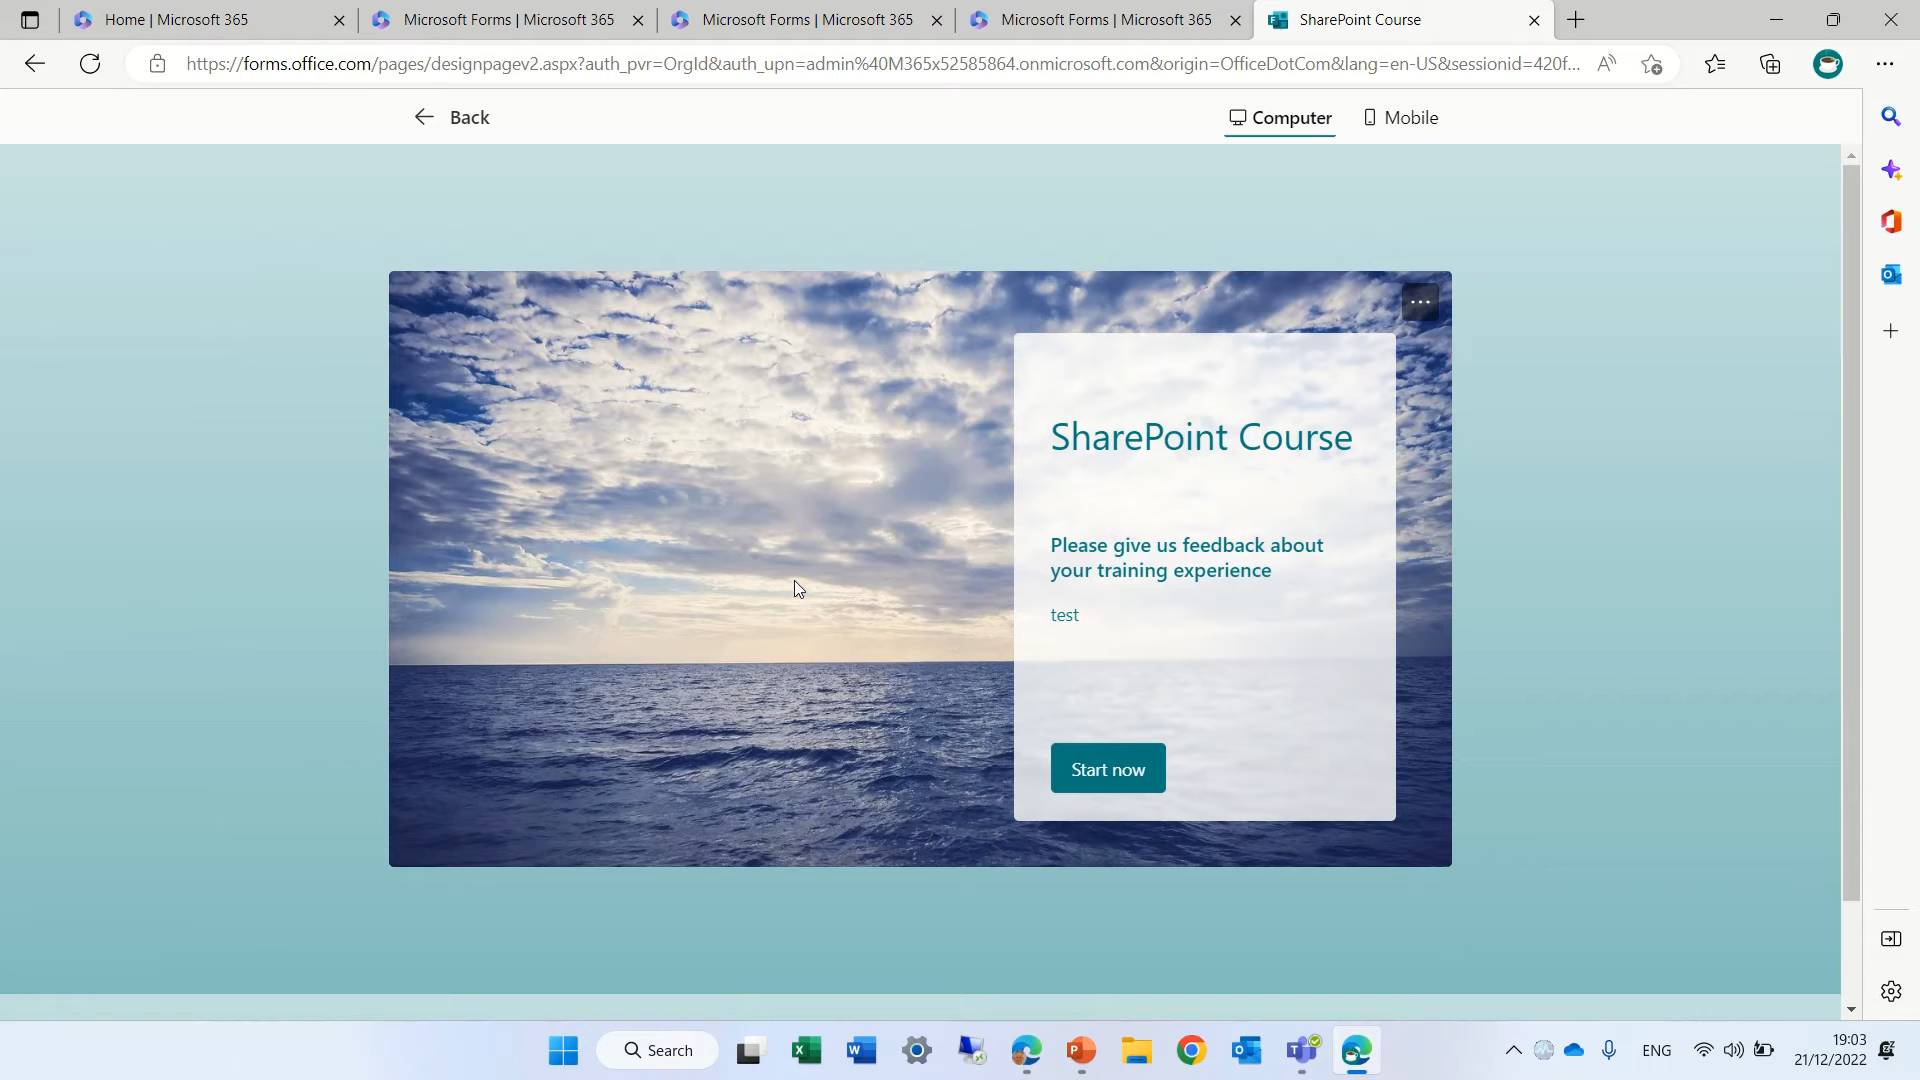 Home | Microsoft 365
Microsoft Forms | Microsoft 365
Microsoft Forms | Microsoft 365
Microsoft Forms | Microsoft 365
SharePoint Course
https://forms.office.com/pages/designpagev2.aspx?auth_pvr=OrgId&auth_upn=admin%40M365x52585864.onmicrosoft.com&origin=OfficeDotCom&lang=en-US&sessionid=420f...
Back
Computer
Mobile
SharePoint Course
Please give us feedback about
your training experience
test
Start now
Search
ENG
19:03
21/12/2022